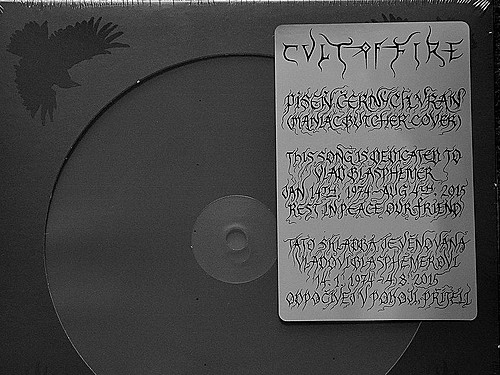 CULT OF FIRE
PÍSEŇ ČERNÝCH VRAN
(MANIAC BUTCHER COVER)
THIS SONG IS DEDICATED TO
VLAD BLASPHEMER
JAN 14TH, 1974 - AUG 4TH, 2015
REST IN PEACE OUR FRIEND
TATO SKLADBA JE VĚNOVÁNA
VLADOVI BLASPHEMEROVI
14.1. 1974 - 4.8. 2015
ODPOČÍVEJ V POKOJI, PŘÍTELI